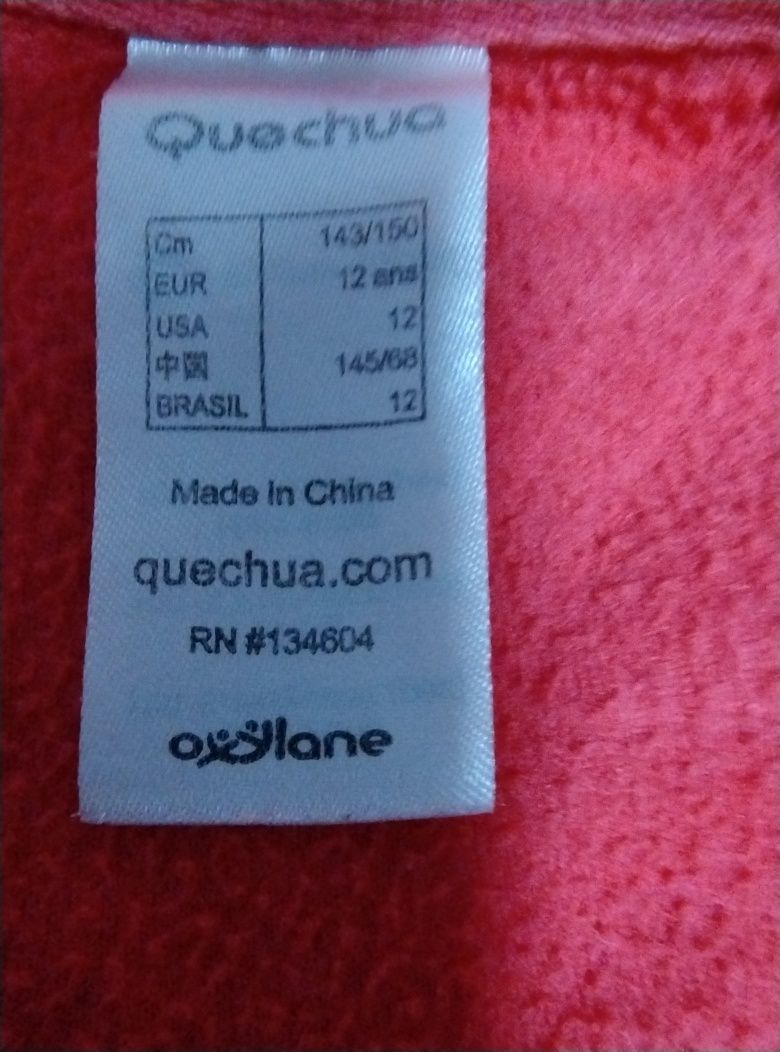 Quechua
Cm 143/150
EUR 12 ans
USA 12
中国 145/68
BRASIL 12
Made in China
quechua.com
RN #134604
oxylane